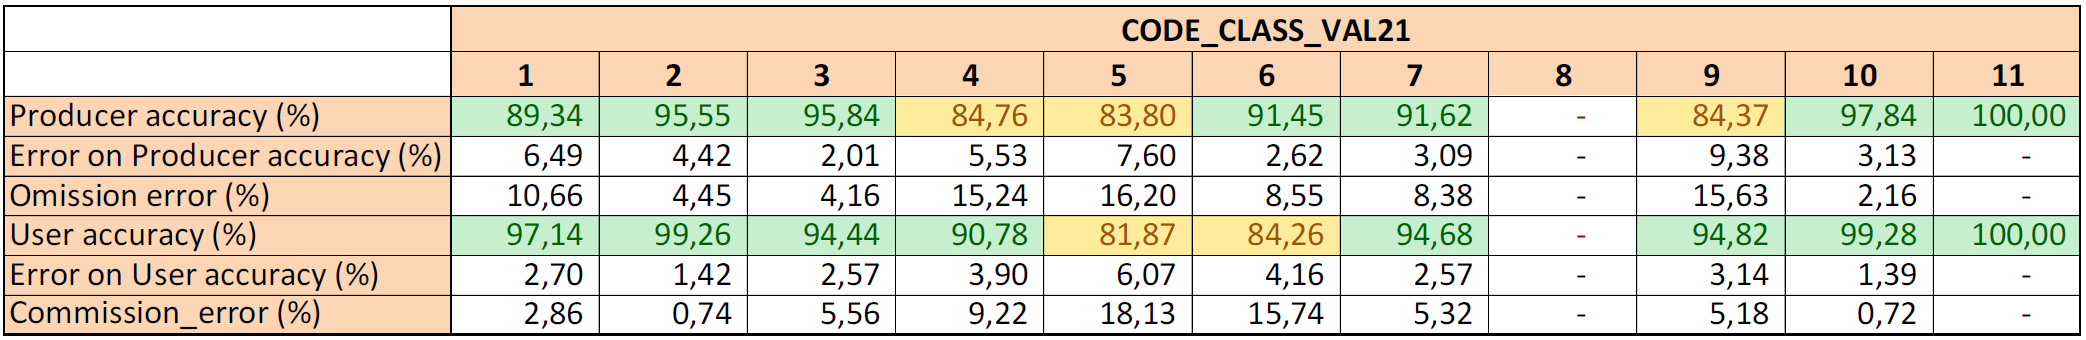 CODE_CLASS_VAL21
1 2 3 4 5 6 7 8 9 10 11
Producer accuracy (%) 89,34 95,55 95,84 84,76 83,80 91,45 91,62 - 84,37 97,84 100,00
Error on Producer accuracy (%) 6,49 4,42 2,01 5,53 7,60 2,62 3,09 - 9,38 3,13 -
Omission error (%) 10,66 4,45 4,16 15,24 16,20 8,55 8,38 - 15,63 2,16 -
User accuracy (%) 97,14 99,26 94,44 90,78 81,87 84,26 94,68 - 94,82 99,28 100,00
Error on User accuracy (%) 2,70 1,42 2,57 3,90 6,07 4,16 2,57 - 3,14 1,39 -
Commission_error (%) 2,86 0,74 5,56 9,22 18,13 15,74 5,32 - 5,18 0,72 -